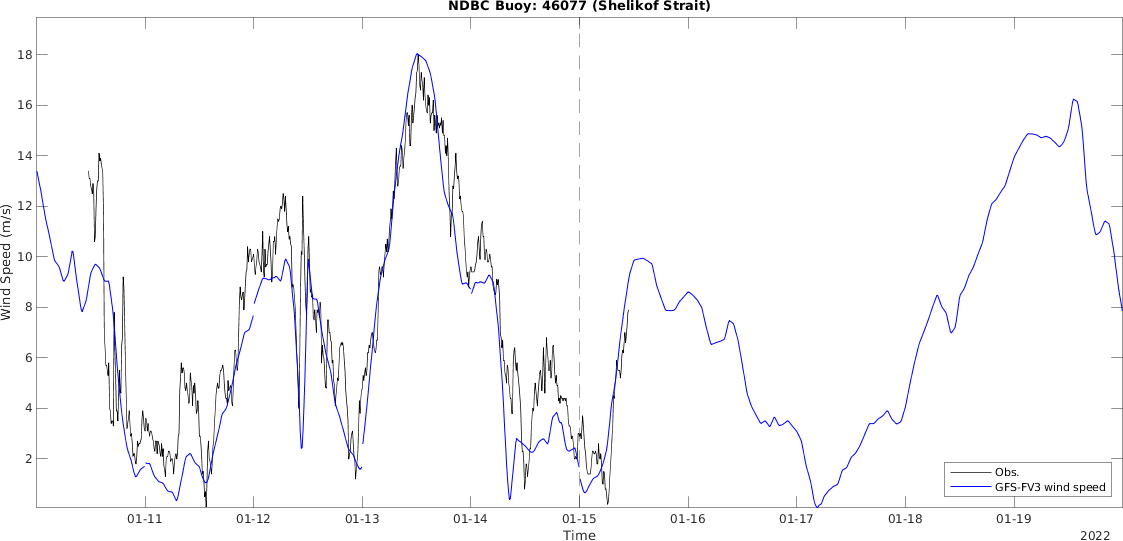 NDBC Buoy: 46077 (Shelikof Strait)
18
16
14
12
10
8
6
4
2
Wind Speed (m/s)
Obs.
GFS-FV3 wind speed
01-11 01-12 01-13 01-14 01-15 01-16 01-17 01-18 01-19
Time
2022